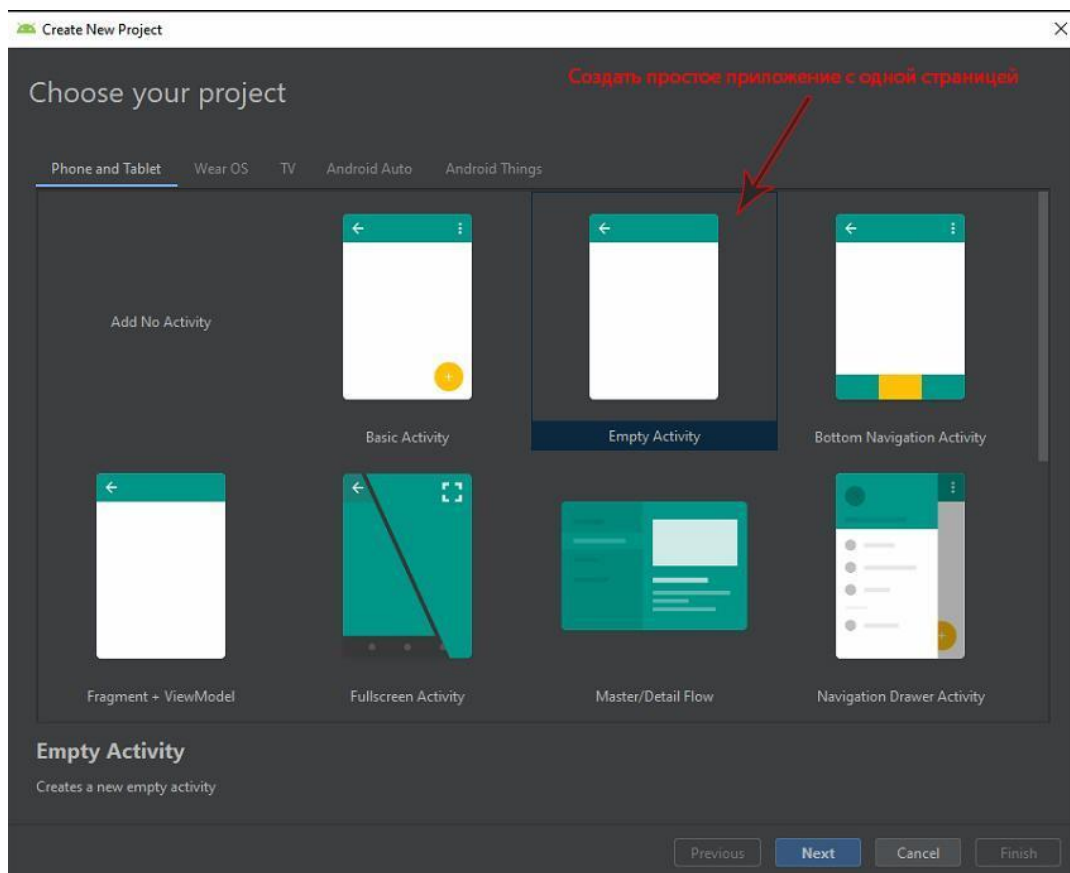 Create New Project
Создать простое приложение с одной страницей
Choose your project
Phone and Tablet Wear OS TV Android Auto Android Things
Add No Activity
Basic Activity
Empty Activity
Bottom Navigation Activity
Fragment + ViewModel
Fullscreen Activity
Master/Detail Flow
Navigation Drawer Activity
Empty Activity
Creates a new empty activity
Previous Next Cancel Finish